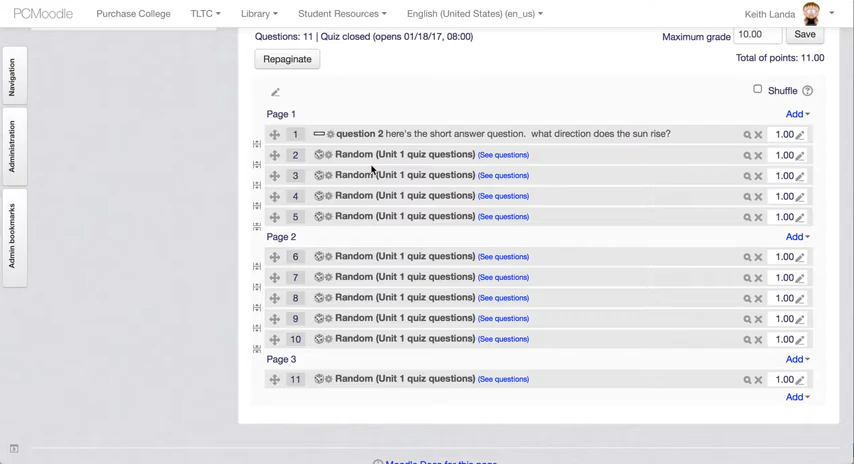 PCMoodle Purchase College TLTC Library Student Resources English (United States) (en_us) Keith Landa
Questions: 11 | Quiz closed (opens 01/18/17, 08:00) Maximum grade 10.00 Save
Repaginate Total of points: 11.00
Shuffle ?
Page 1 Add
1 question 2 here's the short answer question. what direction does the sun rise? 1.00
2 Random (Unit 1 quiz questions) (See questions) 1.00
3 Random (Unit 1 quiz questions) (See questions) 1.00
4 Random (Unit 1 quiz questions) (See questions) 1.00
5 Random (Unit 1 quiz questions) (See questions) 1.00
Page 2 Add
6 Random (Unit 1 quiz questions) (See questions) 1.00
7 Random (Unit 1 quiz questions) (See questions) 1.00
8 Random (Unit 1 quiz questions) (See questions) 1.00
9 Random (Unit 1 quiz questions) (See questions) 1.00
10 Random (Unit 1 quiz questions) (See questions) 1.00
Page 3 Add
11 Random (Unit 1 quiz questions) (See questions) 1.00
Add
Navigation
Administration
Admin bookmarks
Moodle Docs for this page